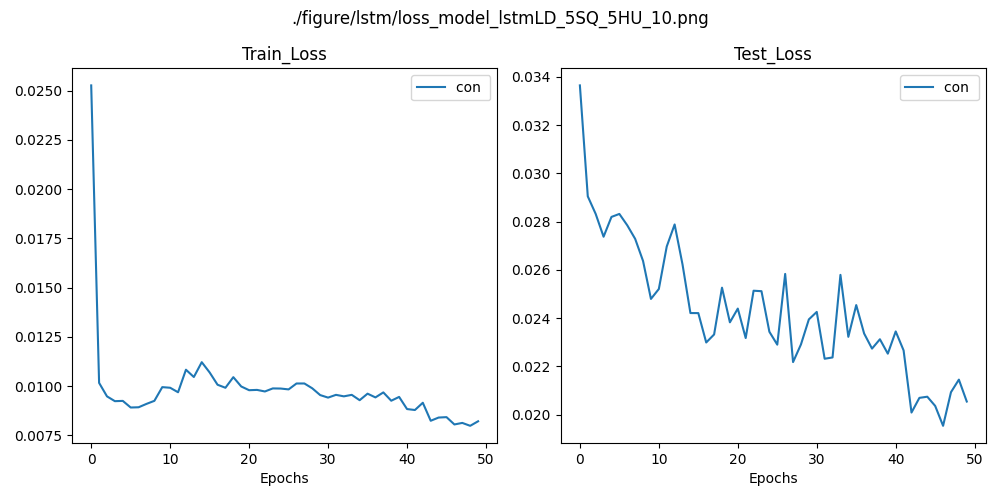 ./figure/lstm/loss_model_lstmLD_5SQ_5HU_10.png
Train_Loss
con
0.0250
0.0225
0.0200
0.0175
0.0150
0.0125
0.0100
0.0075
0 10 20 30 40 50
Epochs
Test_Loss
con
0.034
0.032
0.030
0.028
0.026
0.024
0.022
0.020
0 10 20 30 40 50
Epochs